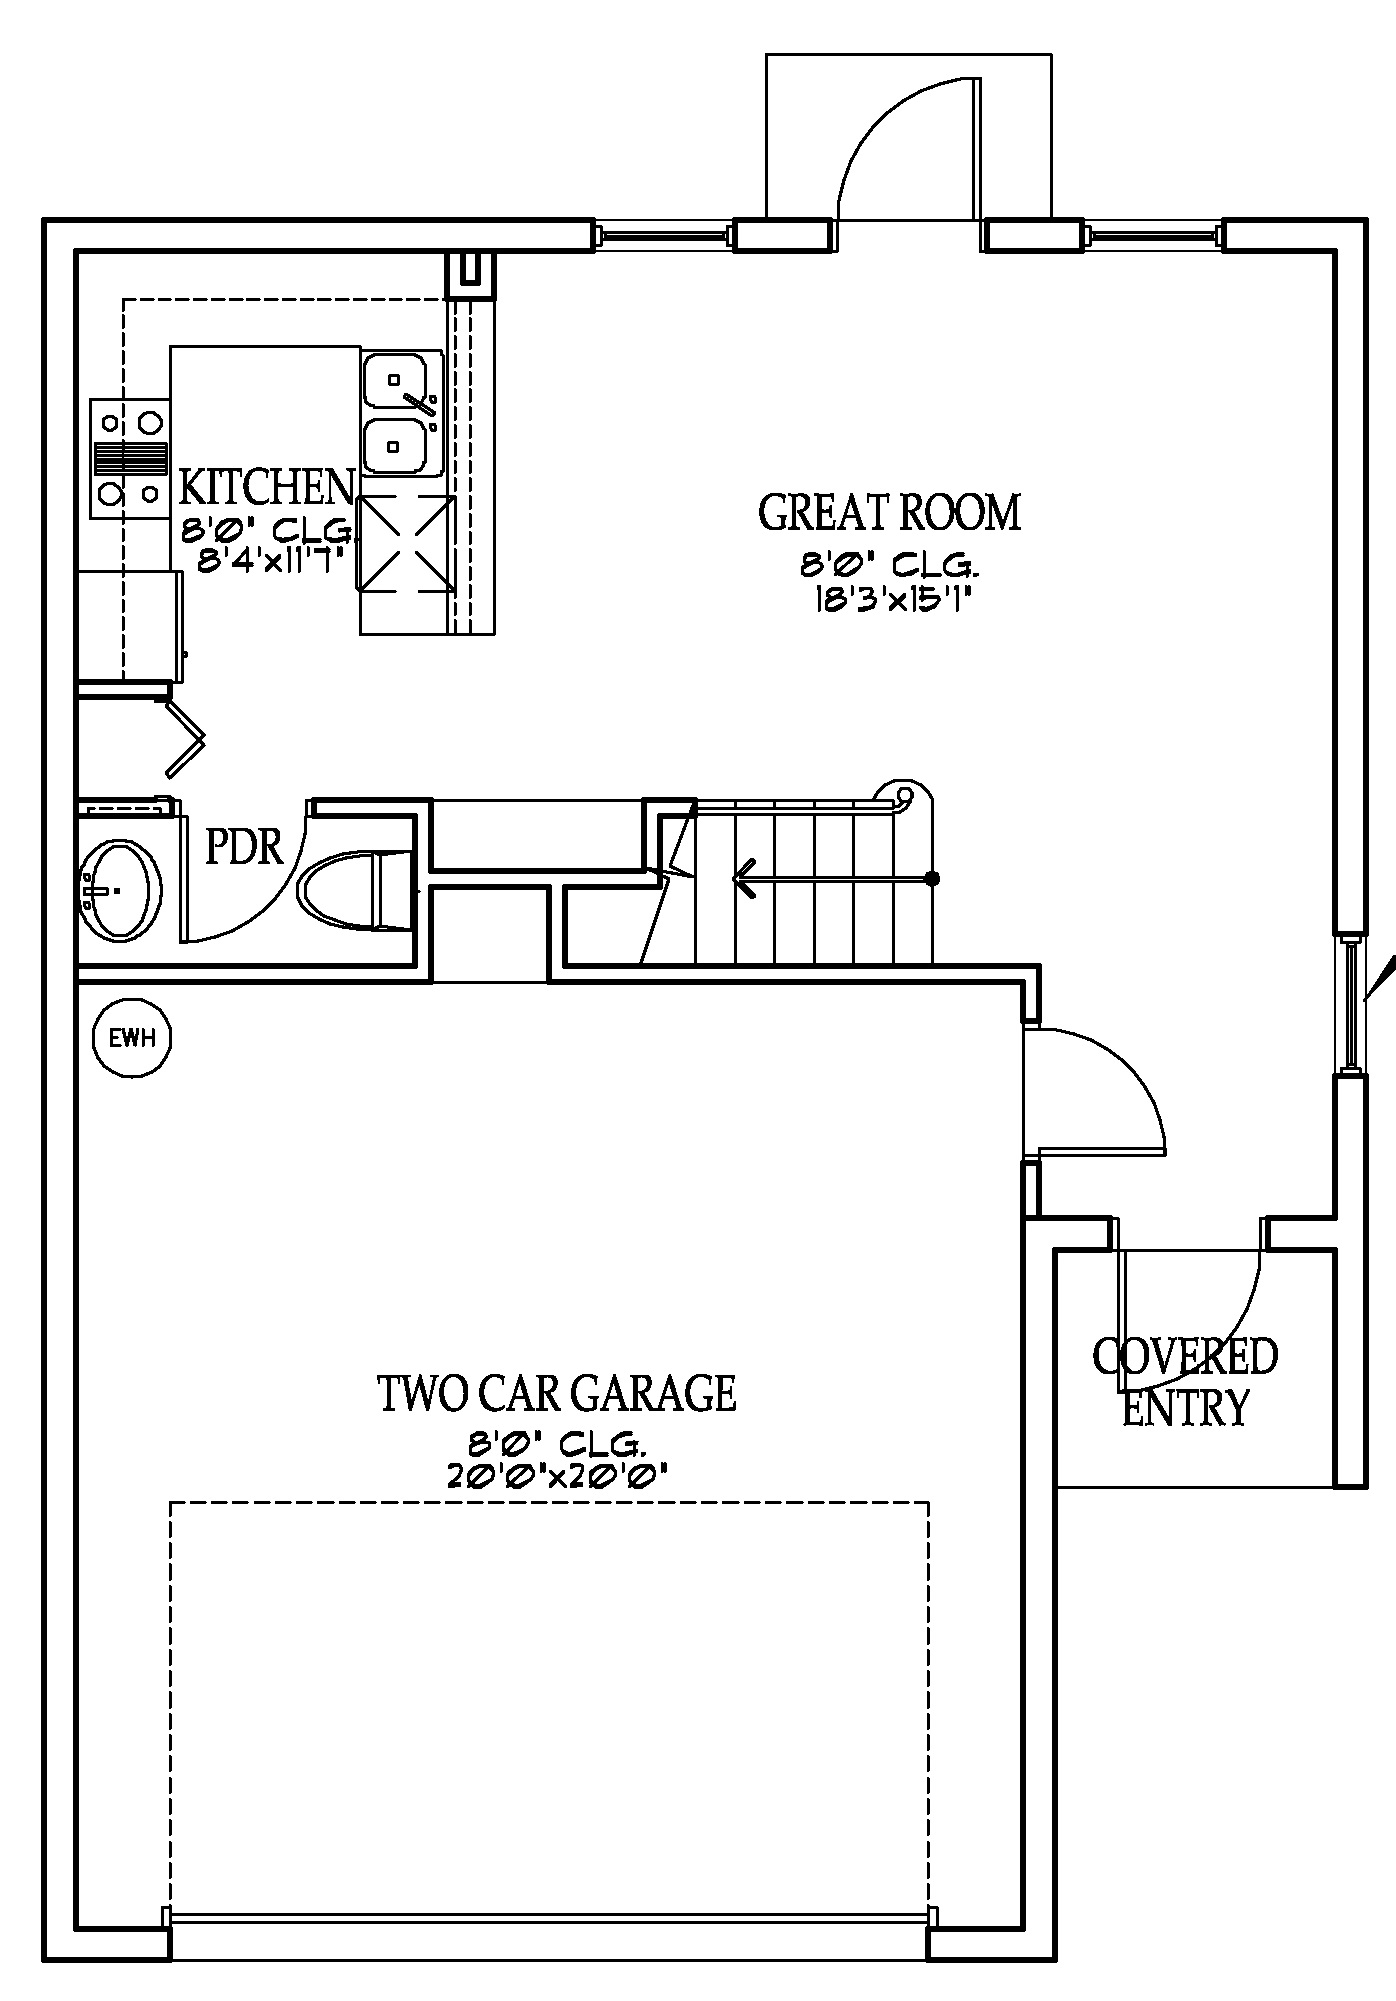 KITCHEN
8'0" CLG.
8'4'x11'7"
GREAT ROOM
8'0" CLG.
18'3'x15'1"
PDR
EWH
COVERED
ENTRY
TWO CAR GARAGE
8'0" CLG.
20'0"x20'0"